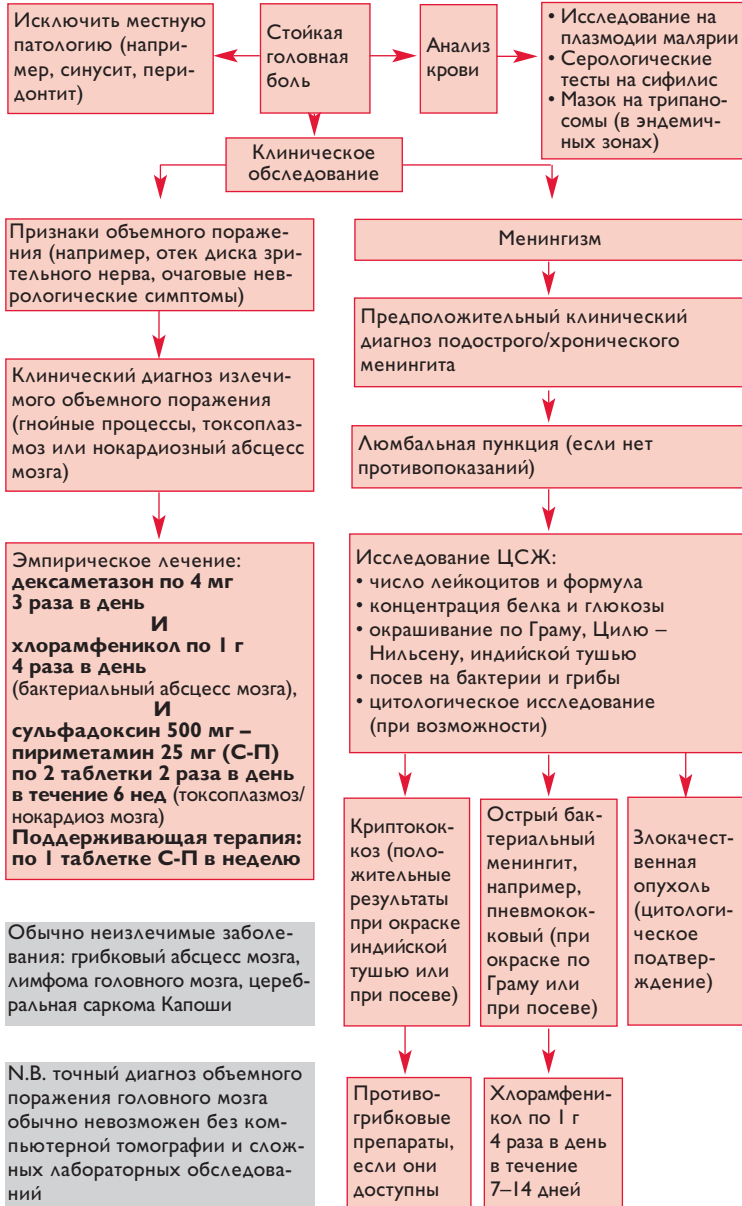 Исключить местную
патологию (напри-
мер, синусит, пери-
донтит)
Стойкая
головная
боль
Анализ
крови
• Исследование на
плазмодии малярии
• Серологические
тесты на сифилис
• Мазок на трипано-
сомы (в эндемич-
ных зонах)
Клиническое
обследование
Признаки объемного пораже-
ния (например, отек диска зри-
тельного нерва, очаговые нев-
рологические симптомы)
Клинический диагноз излечи-
мого объемного поражения
(гнойные процессы, токсоплаз-
моз или нокардиозный абсцесс
мозга)
Эмпирическое лечение:
дексаметазон по 4 мг
3 раза в день
И
хлорамфеникол по 1 г
4 раза в день
(бактериальный абсцесс мозга),
И
сульфадоксин 500 мг –
пириметамин 25 мг (С-П)
по 2 таблетки 2 раза в день
в течение 6 нед (токсоплазмоз/
нокардиоз мозга)
Поддерживающая терапия:
по 1 таблетке С-П в неделю
Обычно неизлечимые заболе-
вания: грибковый абсцесс мозга,
лимфома головного мозга, цереб-
ральная саркома Капоши
N.B. точный диагноз объемного
поражения головного мозга
обычно невозможен без ком-
пьютерной томографии и слож-
ных лабораторных обследова-
ний
Менингизм
Предположительный клинический
диагноз подострого/хронического
менингита
Люмбальная пункция (если нет
противопоказаний)
Исследование ЦСЖ:
• число лейкоцитов и формула
• концентрация белка и глюкозы
• окрашивание по Граму, Цилю –
Нильсену, индийской тушью
• посев на бактерии и грибы
• цитологическое исследование
(при возможности)
Криптокок-
коз (поло-
жительные
результаты
при окраске
индийской
тушью или
при посеве)
Острый бак-
териальный
менингит,
например,
пневмокок-
ковый (при
окраске по
Граму или
при посеве)
Злокачест-
венная
опухоль
(цитологи-
ческое
подтвер-
ждение)
Противо-
грибковые
препараты,
если они
доступны
Хлорамфени-
кол по 1 г
4 раза в день
в течение
7–14 дней